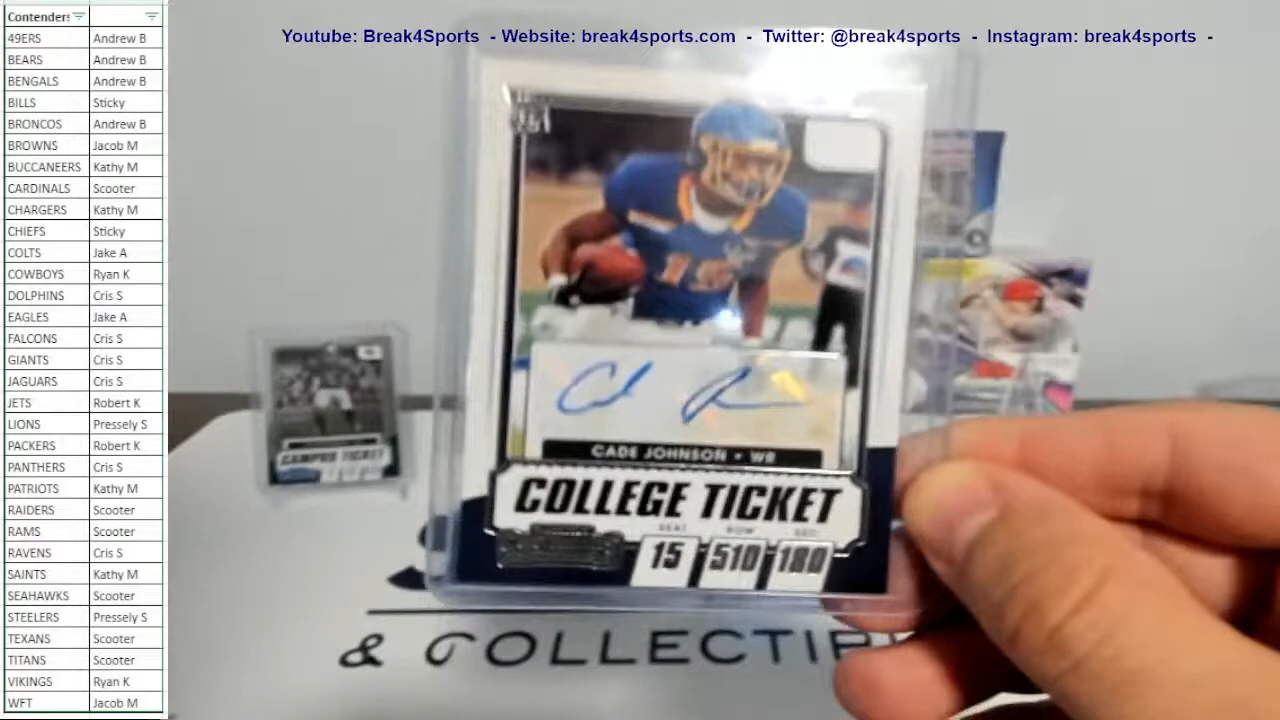 Youtube: Break4Sports - Website: break4sports.com - Twitter: @break4sports - Instagram: break4sports -
Contenders
49ERS Andrew B
BEARS Andrew B
BENGALS Andrew B
BILLS Sticky
BRONCOS Andrew B
BROWNS Jacob M
BUCCANEERS Kathy M
CARDINALS Scooter
CHARGERS Kathy M
CHIEFS Sticky
COLTS Jake A
COWBOYS Ryan K
DOLPHINS Cris S
EAGLES Jake A
FALCONS Cris S
GIANTS Cris S
JAGUARS Cris S
JETS Robert K
LIONS Pressely S
PACKERS Robert K
PANTHERS Cris S
PATRIOTS Kathy M
RAIDERS Scooter
RAMS Scooter
RAVENS Cris S
SAINTS Kathy M
SEAHAWKS Scooter
STEELERS Pressely S
TEXANS Scooter
TITANS Scooter
VIKINGS Ryan K
WFT Jacob M
CADE JOHNSON • WR
COLLEGE TICKET
SEAT ROW SEC
15 510 180
CAMPUS TICKET
& COLLECTIB